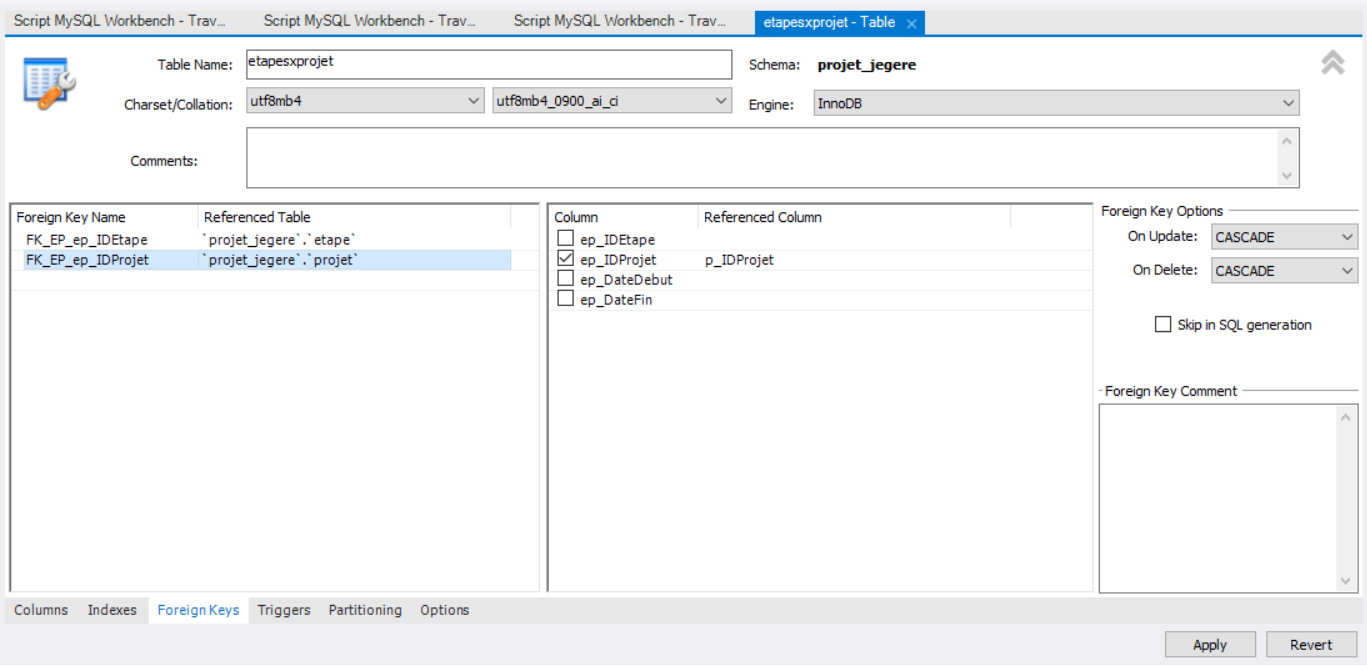 Script MySQL Workbench - Trav... Script MySQL Workbench - Trav... Script MySQL Workbench - Trav... etapesxprojet - Table ×
Table Name: etapesxprojet Schema: projet_jegere
Charset/Collation: utf8mb4 utf8mb4_0900_ai_ci Engine: InnoDB
Comments:
Foreign Key Name Referenced Table
FK_EP_ep_IDEtape `projet_jegere`.`etape`
FK_EP_ep_IDProjet `projet_jegere`.`projet`
Column Referenced Column
ep_IDEtape
ep_IDProjet p_IDProjet
ep_DateDebut
ep_DateFin
Foreign Key Options
On Update: CASCADE
On Delete: CASCADE
Skip in SQL generation
Foreign Key Comment
Columns Indexes Foreign Keys Triggers Partitioning Options
Apply Revert